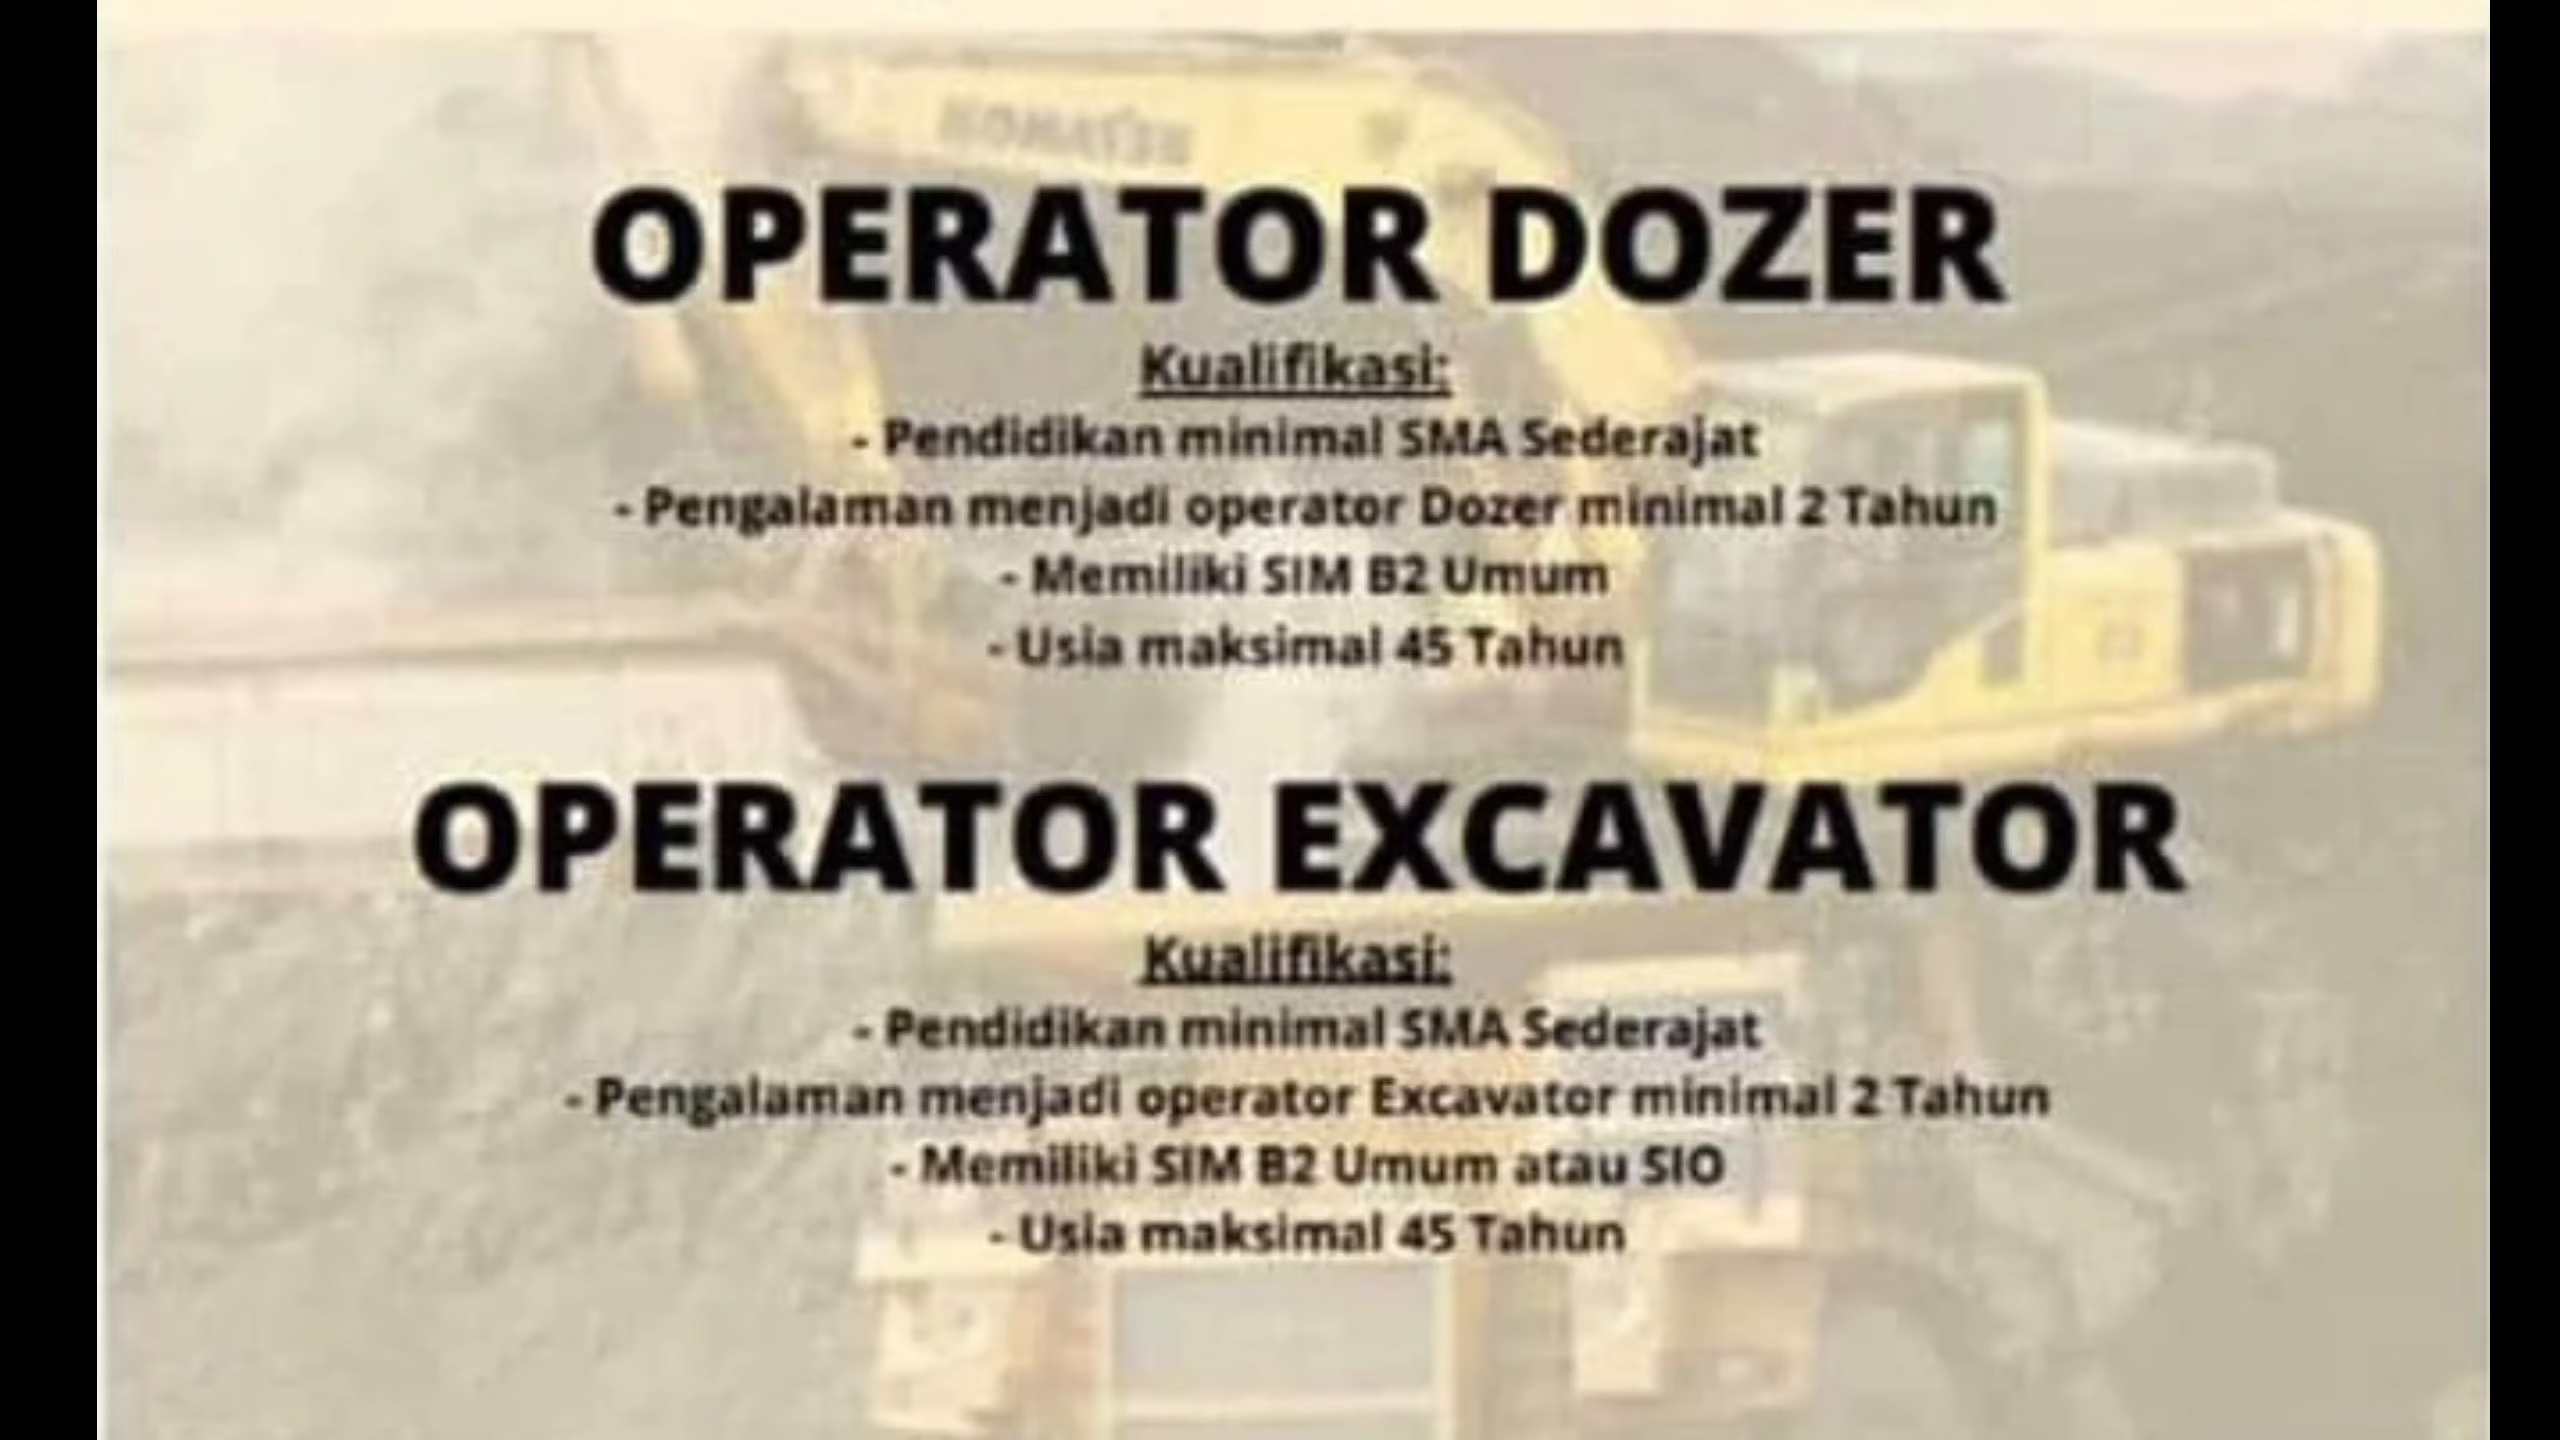 OPERATOR DOZER
Kualifikasi:
- Pendidikan minimal SMA Sederajat
- Pengalaman menjadi operator Dozer minimal 2 Tahun
- Memiliki SIM B2 Umum
- Usia maksimal 45 Tahun
OPERATOR EXCAVATOR
Kualifikasi:
- Pendidikan minimal SMA Sederajat
- Pengalaman menjadi operator Excavator minimal 2 Tahun
- Memiliki SIM B2 Umum atau SIO
- Usia maksimal 45 Tahun